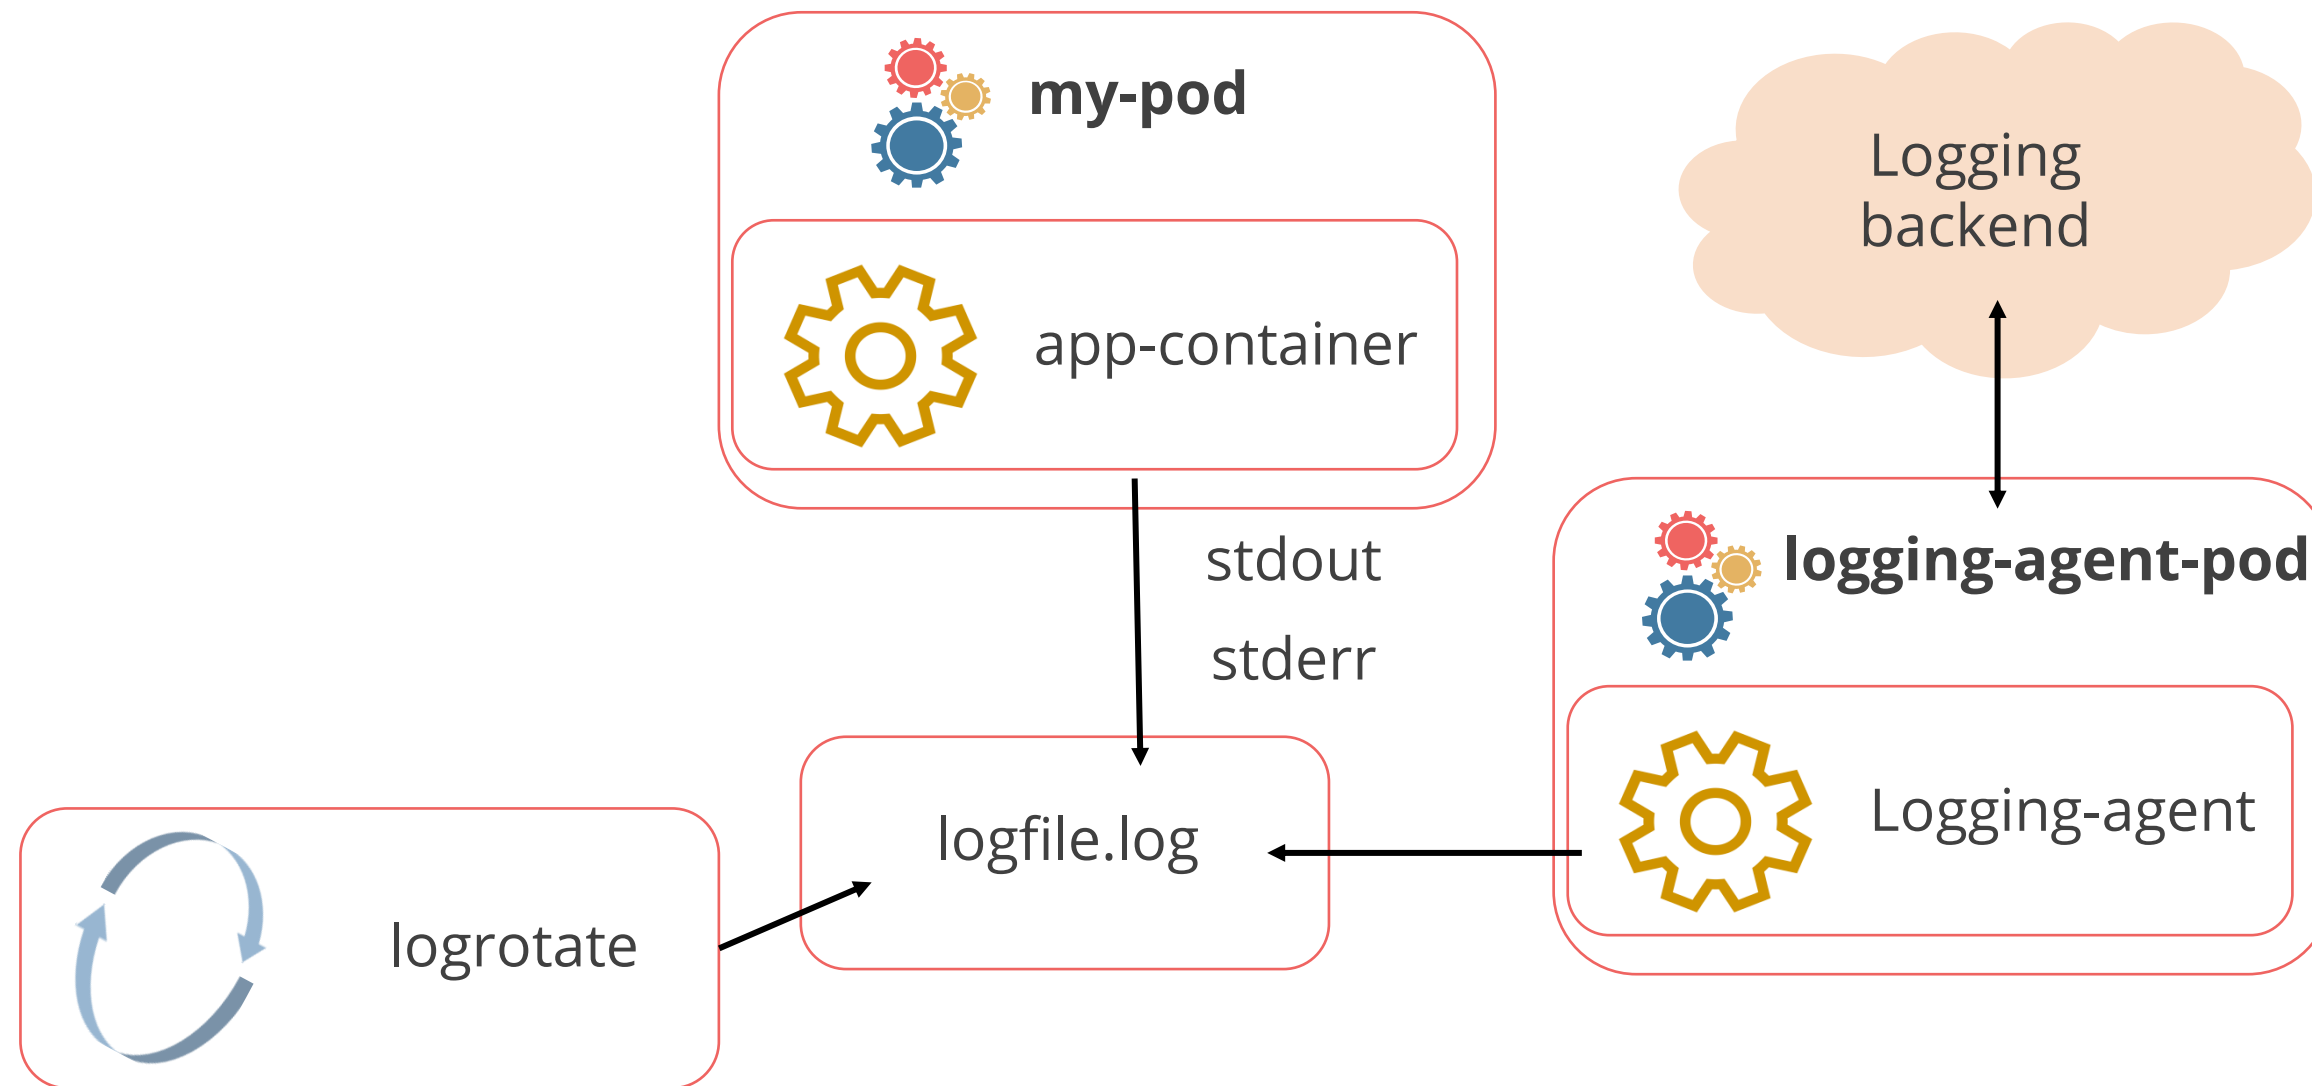 my-pod
app-container
Logging
backend
stdout
stderr
logging-agent-pod
Logging-agent
logfile.log
logrotate